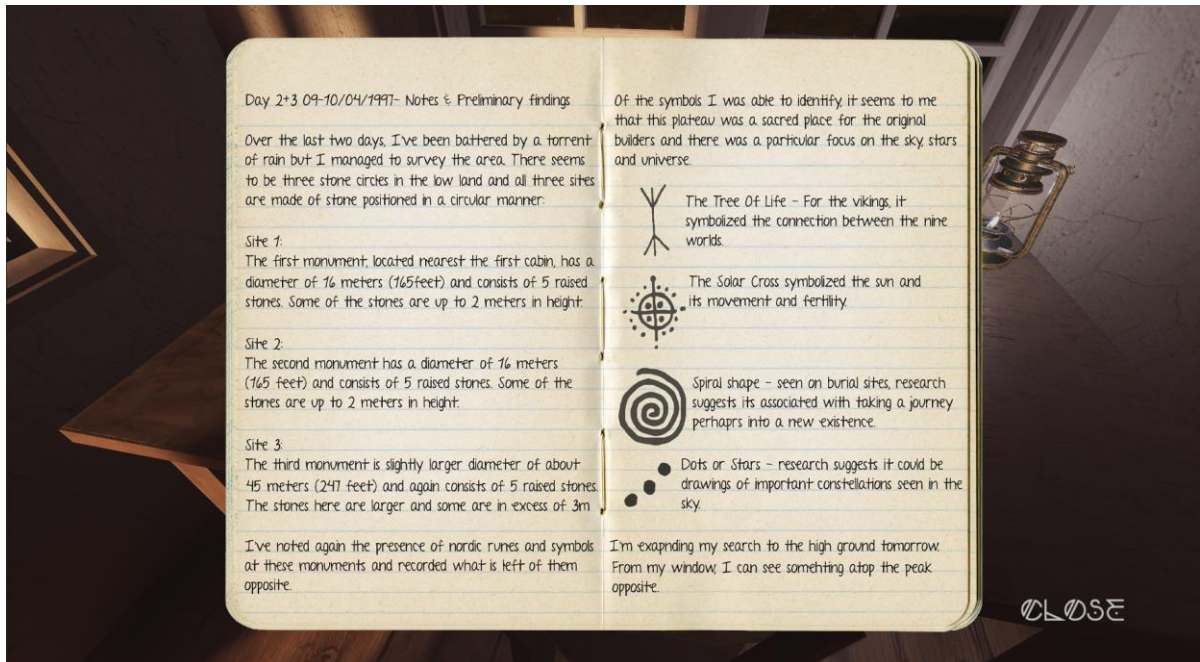 Day 2+3 09-10/04/1997- Notes & Preliminary findings
Over the last two days, I've been battered by a torrent
of rain but I managed to survey the area. There seems
to be three stone circles in the low land and all three sites
are made of stone positioned in a circular manner:
Site 1:
The first monument, located nearest the first cabin, has a
diameter of 16 meters (165feet) and consists of 5 raised
stones. Some of the stones are up to 2 meters in height.
Site 2:
The second monument has a diameter of 16 meters
(165 feet) and consists of 5 raised stones. Some of the
stones are up to 2 meters in height.
Site 3:
The third monument is slightly larger diameter of about
45 meters (247 feet) and again consists of 5 raised stones.
The stones here are larger and some are in excess of 3m
I've noted again the presence of nordic runes and symbols
at these monuments and recorded what is left of them
opposite.
Of the symbols I was able to identify, it seems to me
that this plateau was a sacred place for the original
builders and there was a particular focus on the sky, stars
and universe.
The Tree Of Life - For the vikings, it
symbolized the connection between the nine
worlds.
The Solar Cross symbolized the sun and
its movement and fertility.
Spiral shape - seen on burial sites, research
suggests its associated with taking a journey
perhaprs into a new existence.
Dots or Stars - research suggests it could be
drawings of important constellations seen in the
sky.
I'm exapnding my search to the high ground tomorrow.
From my window, I can see somehting atop the peak
opposite.
CLOSE